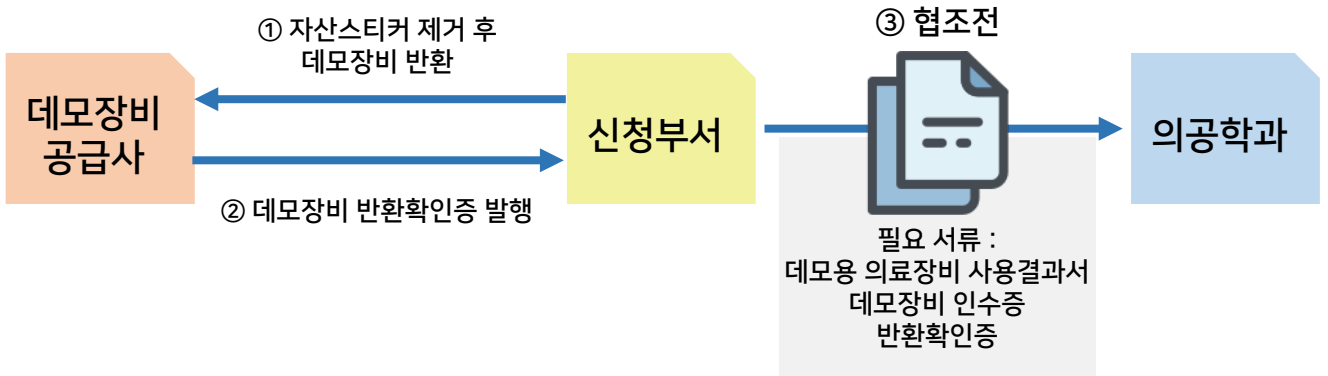 ① 자산스티커 제거 후
데모장비 반환
③ 협조전
데모장비
공급사
신청부서
의공학과
② 데모장비 반환확인증 발행
필요 서류 :
데모용 의료장비 사용결과서
데모장비 인수증
반환확인증